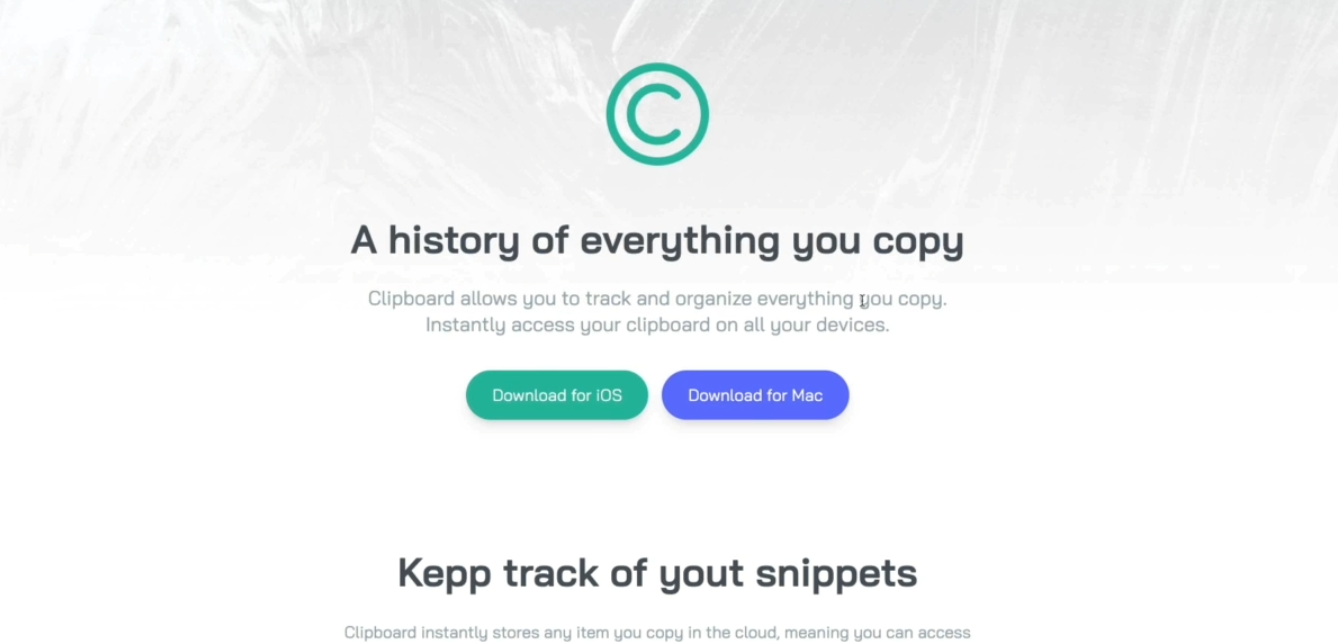 C
A history of everything you copy
Clipboard allows you to track and organize everything you copy.
Instantly access your clipboard on all your devices.
Download for iOS
Download for Mac
Kepp track of yout snippets
Clipboard instantly stores any item you copy in the cloud, meaning you can access